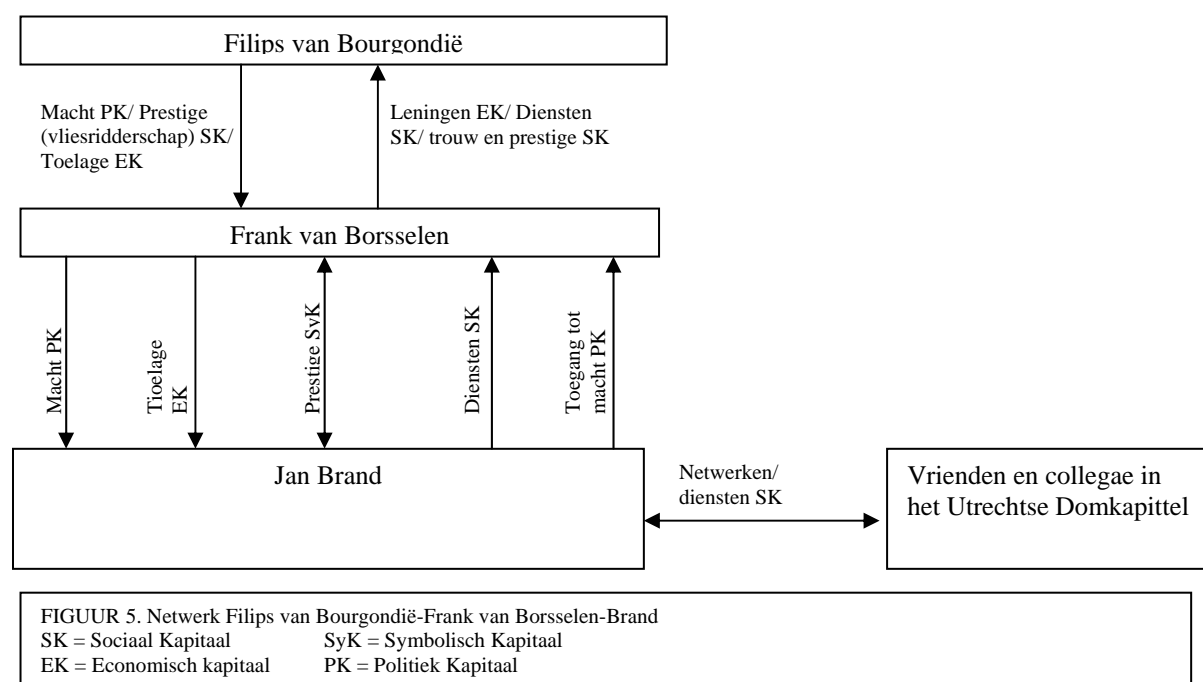 Filips van Bourgondië
Macht PK/ Prestige
(vliesridderschap) SK/
Toelage EK
Leningen EK/ Diensten
SK/ trouw en prestige SK
Frank van Borsselen
Macht PK
Tioelage
EK
Prestige SyK
Diensten SK
Toegang tot
macht PK
Jan Brand
Netwerken/
diensten SK
Vrienden en collegae in
het Utrechtse Domkapittel
FIGUUR 5. Netwerk Filips van Bourgondië-Frank van Borsselen-Brand
SK = Sociaal Kapitaal SyK = Symbolisch Kapitaal
EK = Economisch kapitaal PK = Politiek Kapitaal